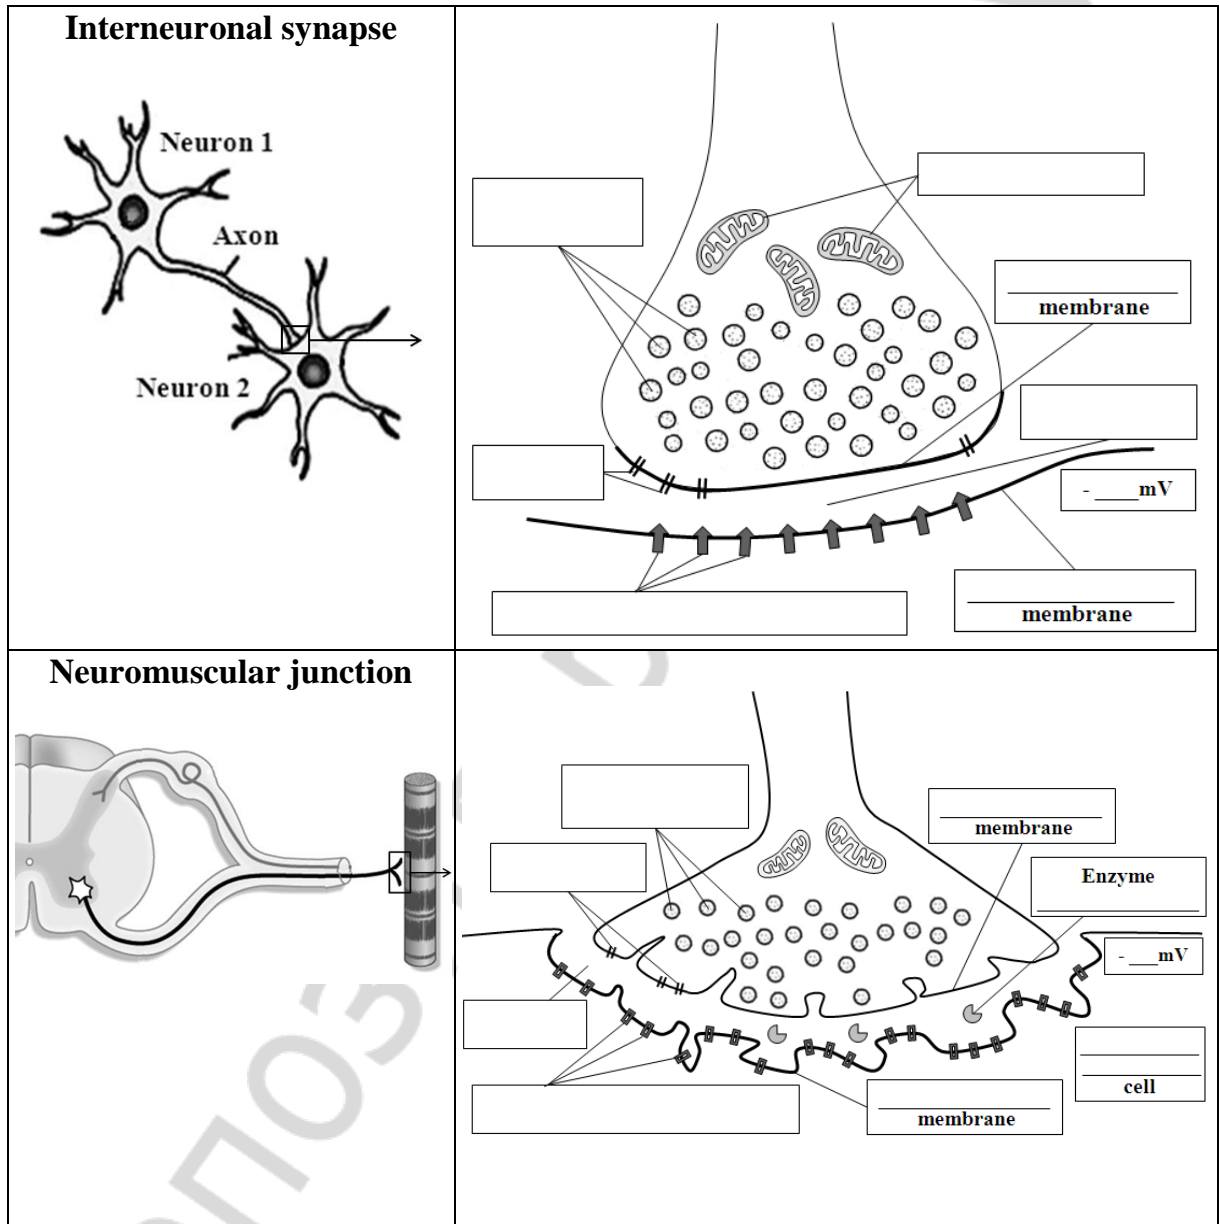 Interneuronal synapse
Neuron 1
Axon
Neuron 2
membrane
- ____mV
membrane
Neuromuscular junction
membrane
Enzyme
- ___mV
cell
membrane